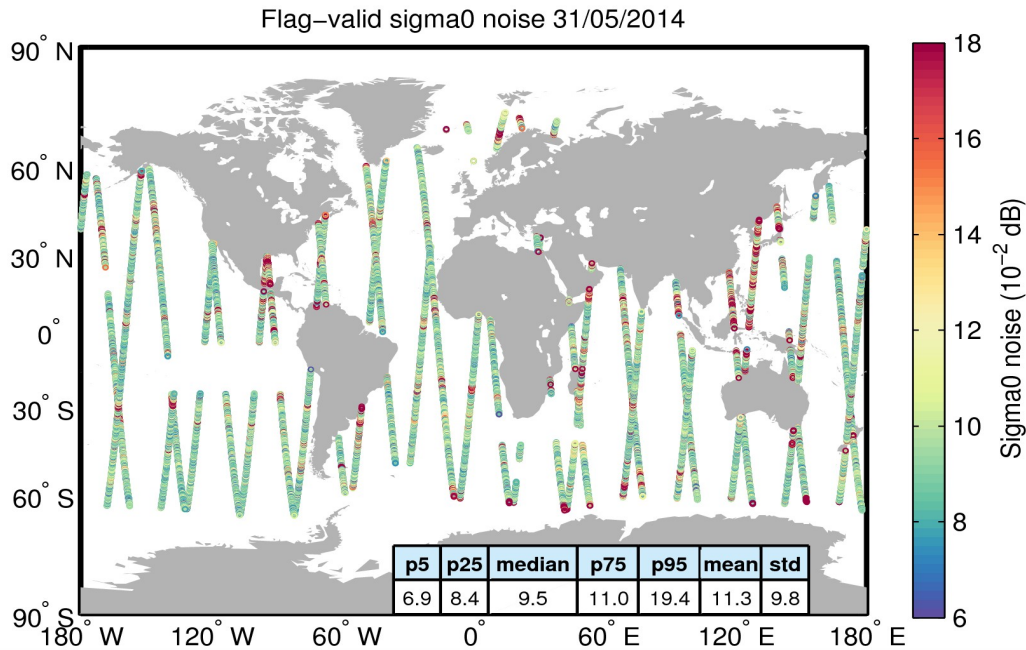 Flag-valid sigma0 noise 31/05/2014
90° N
60° N
30° N
0°
30° S
60° S
90° S
180° W
120° W
60° W
0°
60° E
120° E
180° E
p5 p25 median p75 p95 mean std
6.9 8.4 9.5 11.0 19.4 11.3 9.8
18
16
14
12
10
8
6
Sigma0 noise (10⁻² dB)